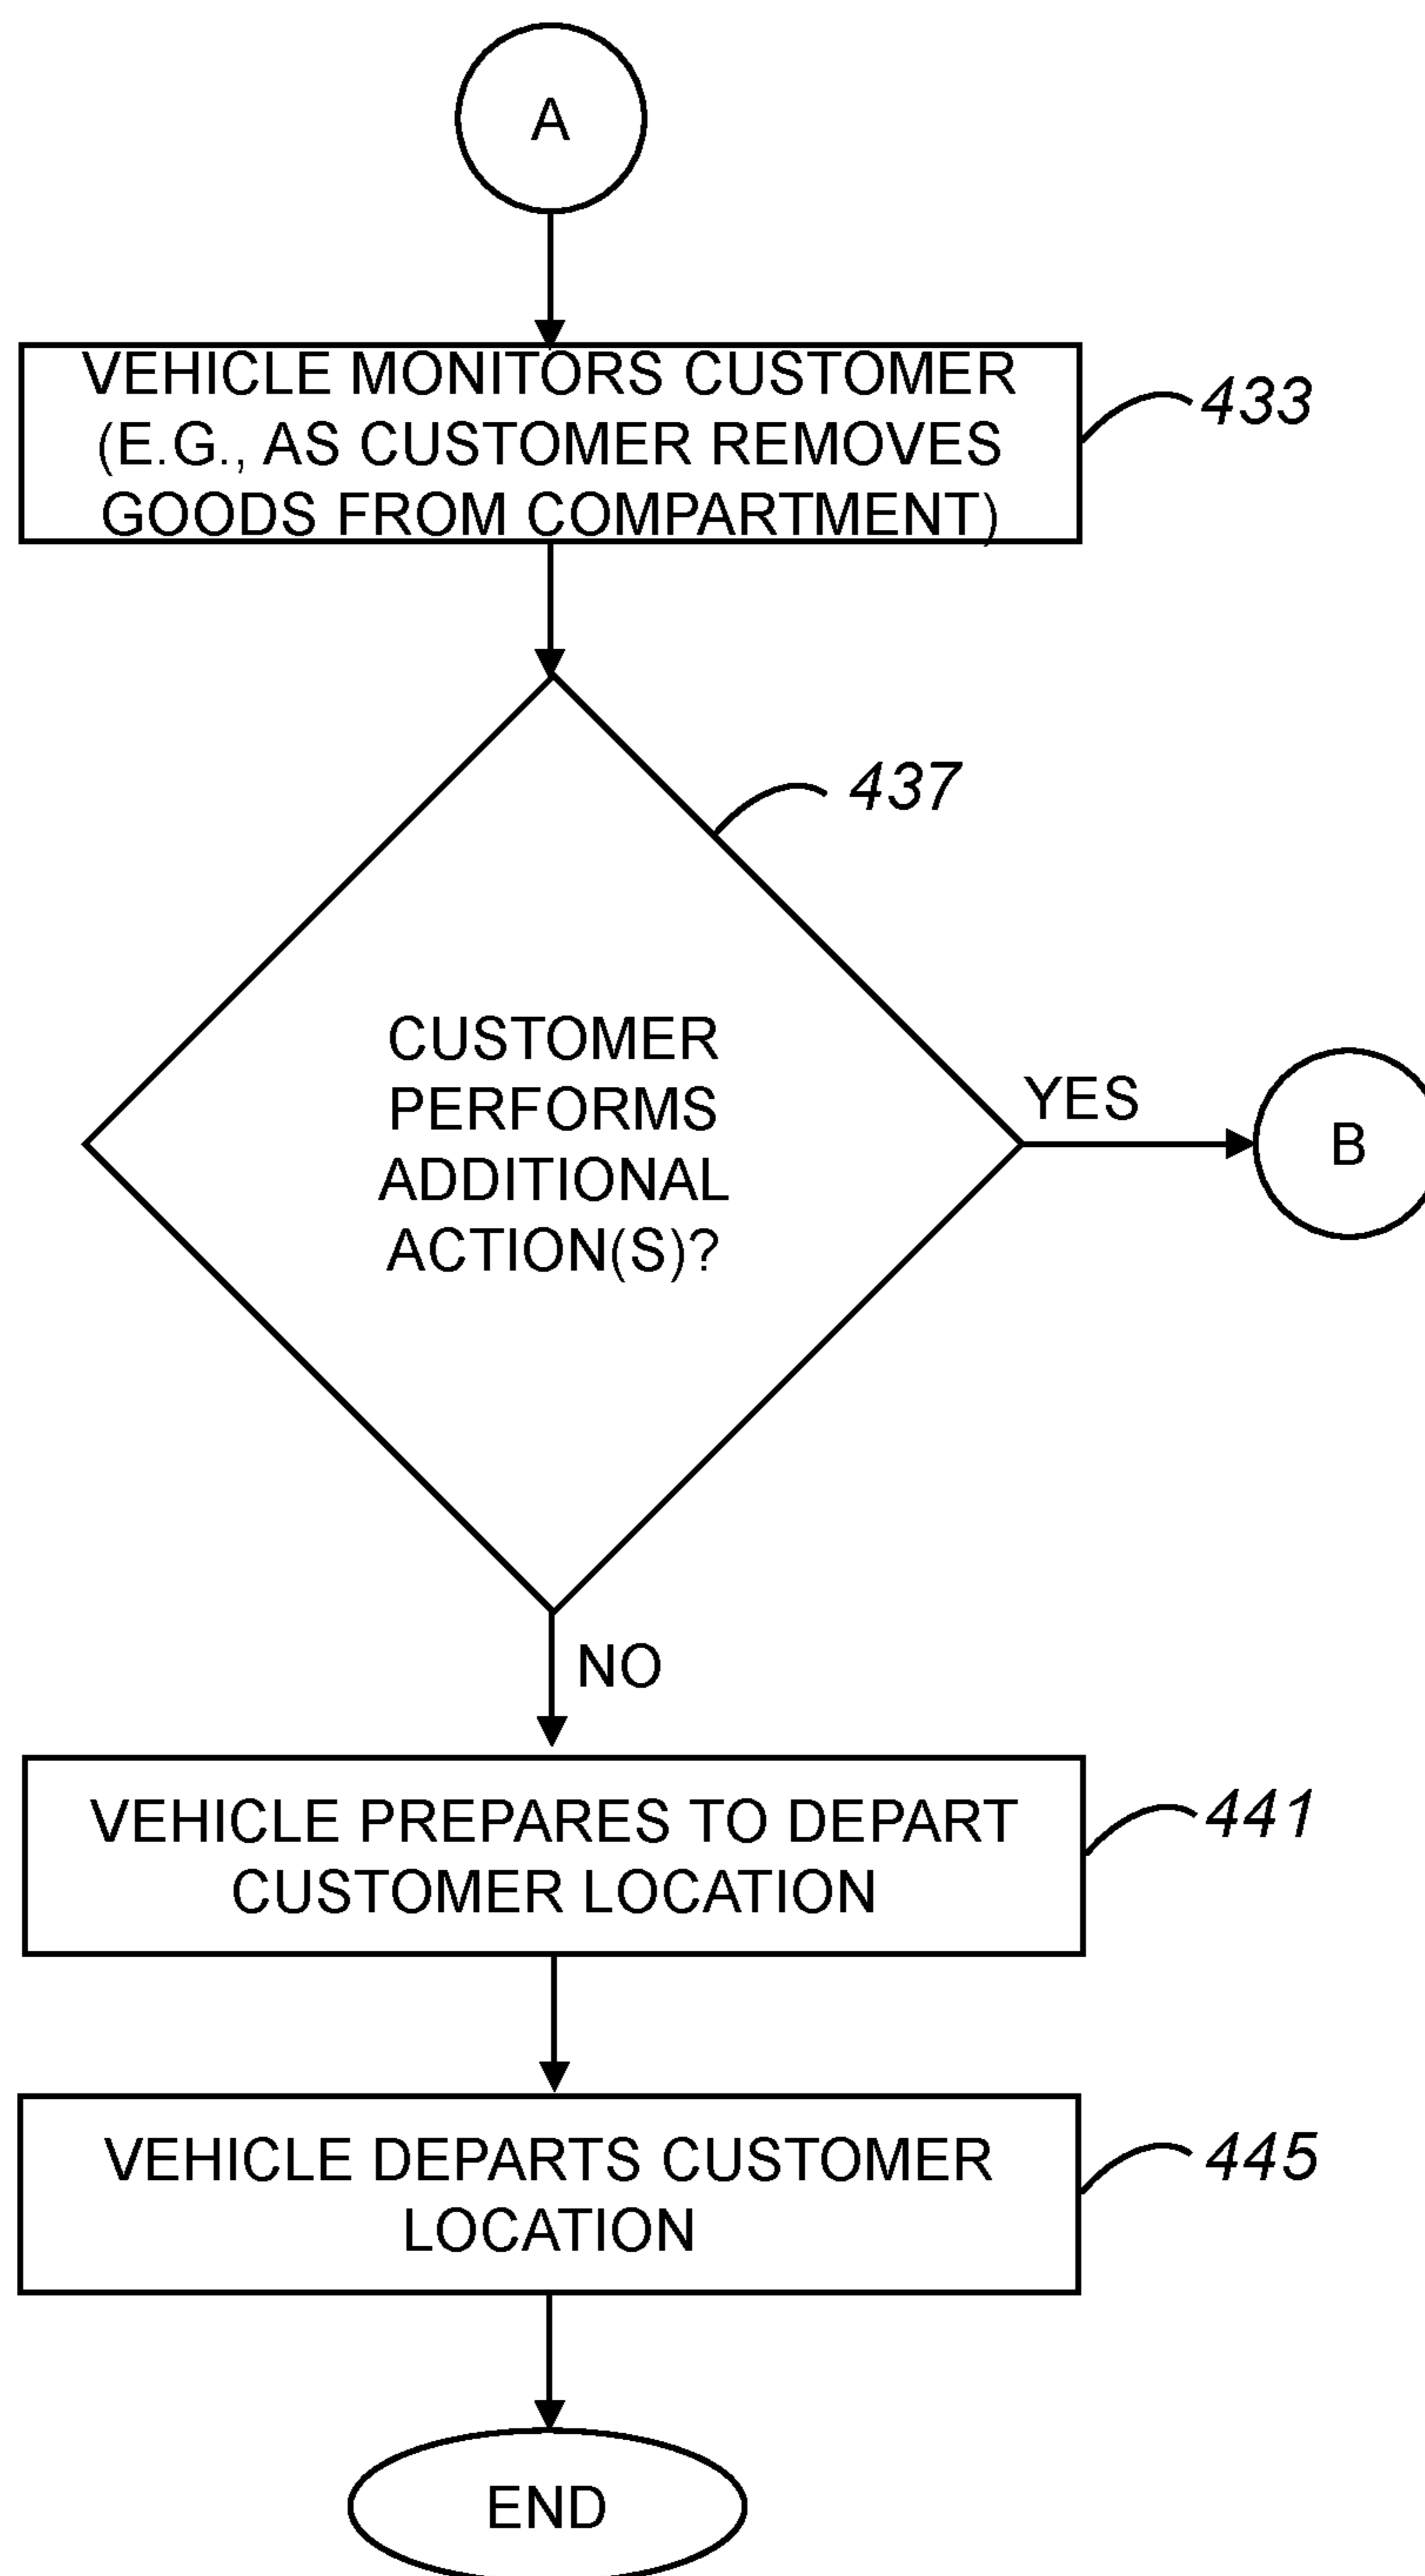 A
VEHICLE MONITORS CUSTOMER
(E.G., AS CUSTOMER REMOVES
GOODS FROM COMPARTMENT)
433
437
CUSTOMER
PERFORMS
ADDITIONAL
ACTION(S)?
YES
B
NO
VEHICLE PREPARES TO DEPART
CUSTOMER LOCATION
441
VEHICLE DEPARTS CUSTOMER
LOCATION
445
END